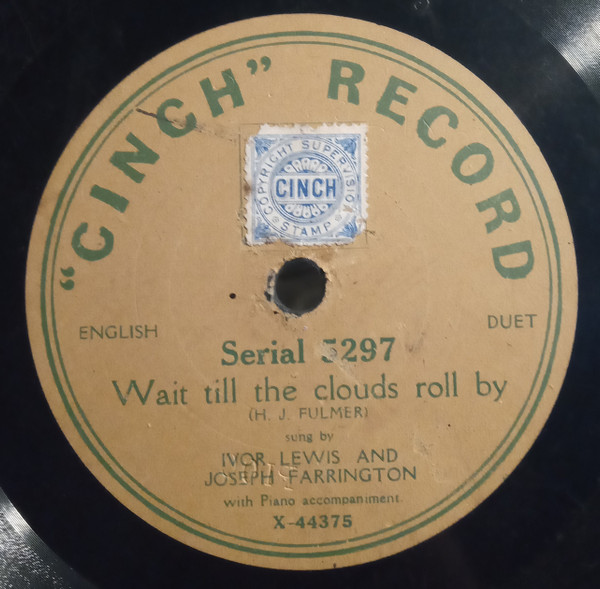 “CINCH” RECORD
COPYRIGHT SUPERVISION
CINCH
STAMP
ENGLISH
DUET
Serial 5297
Wait till the clouds roll by
(H. J. FULMER)
sung by
IVOR LEWIS AND
JOSEPH FARRINGTON
with Piano accompaniment.
X-44375